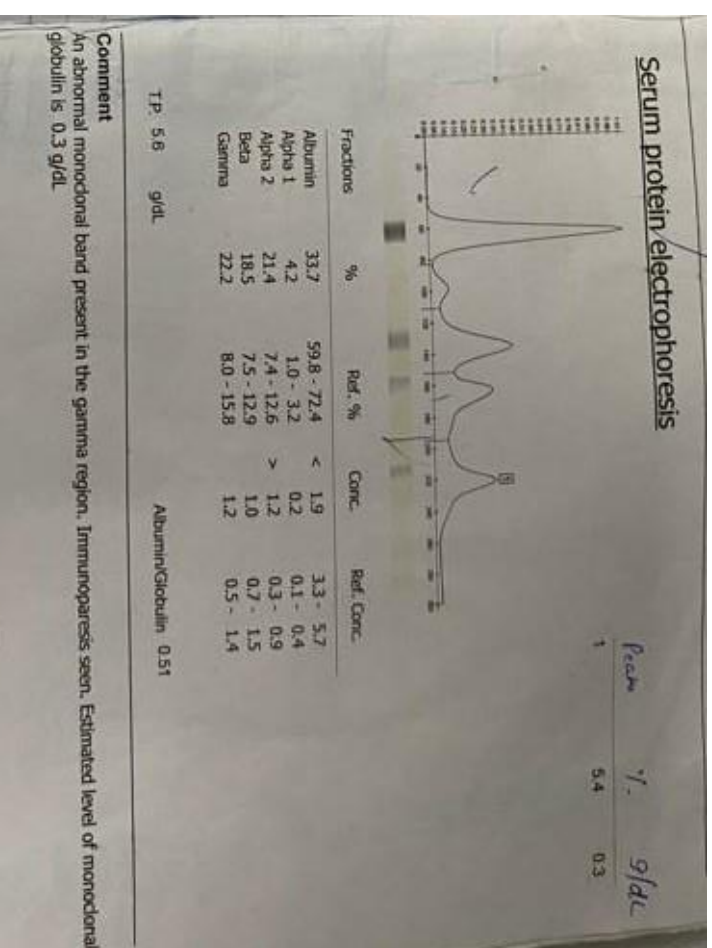 Serum protein electrophoresis
Peak % g/dL
1 5.4 0.3
Fractions % Ref. % Conc. Ref. Conc.
Albumin 33.7 59.8 - 72.4 < 1.9 3.3 - 5.7
Alpha 1 4.2 1.0 - 3.2 0.2 0.1 - 0.4
Alpha 2 21.4 7.4 - 12.6 > 1.2 0.3 - 0.9
Beta 18.5 7.5 - 12.9 1.0 0.7 - 1.5
Gamma 22.2 8.0 - 15.8 1.2 0.5 - 1.4
T.P. 5.6 g/dL Albumin/Globulin 0.51
Comment
An abnormal monoclonal band present in the gamma region. Immunoparesis seen. Estimated level of monoclonal
globulin is 0.3 g/dL